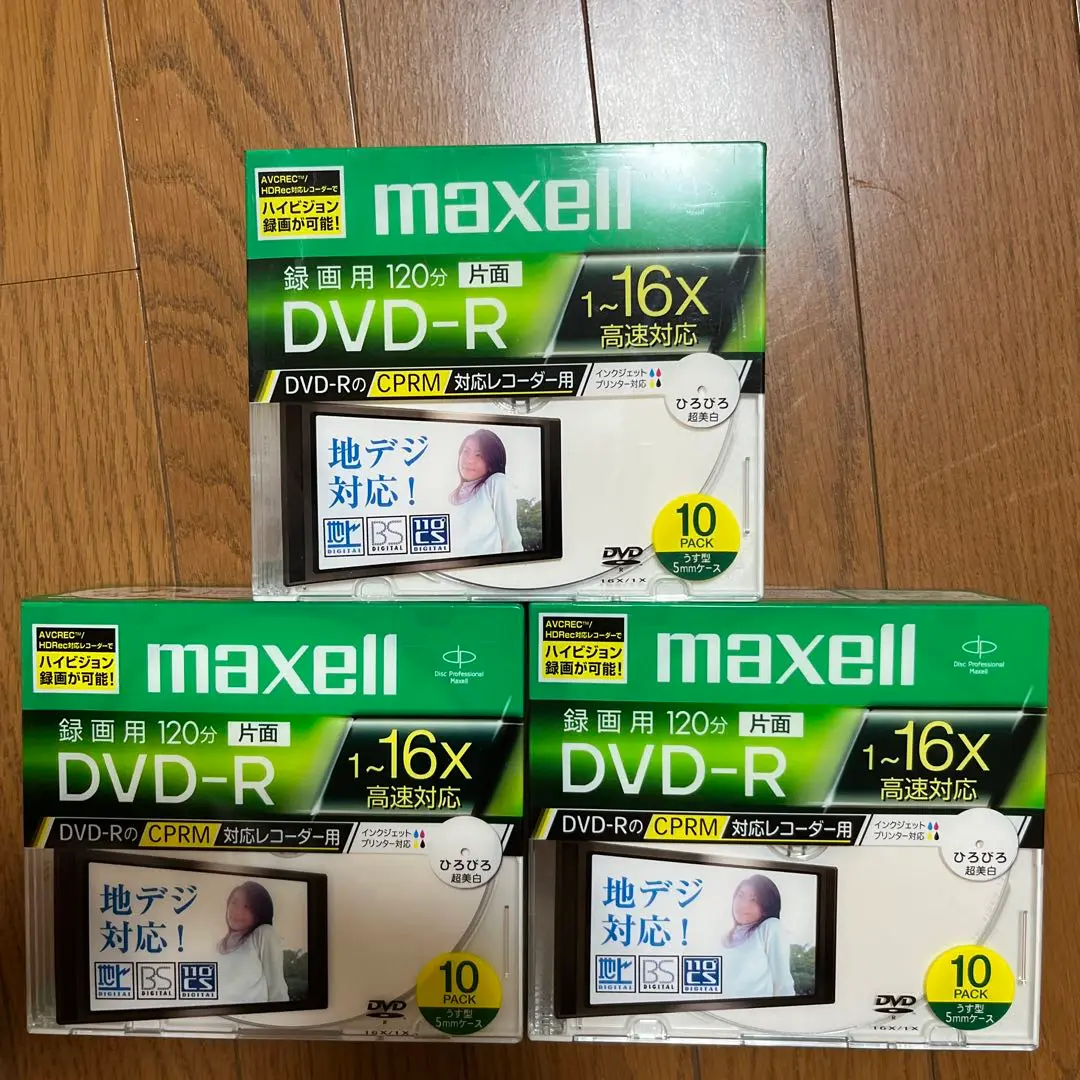 AVCREC™/
HDRec対応レコーダーで
ハイビジョン
録画が可能!
maxell
Maxell
録画用 120分 片面
DVD-R
1~16x
高速対応
DVD-RのCPRM対応レコーダー用
インクジェット
プリンター対応
ひろびろ
超美白
地デジ
対応!
地上
DIGITAL
BS
DIGITAL
110
CS
DIGITAL
DVD
R
16X/1X
10
PACK
うす型
5mmケース
AVCREC™/
HDRec対応レコーダーで
ハイビジョン
録画が可能!
maxell
Disc Professional
Maxell
録画用 120分 片面
DVD-R
1~16x
高速対応
DVD-RのCPRM対応レコーダー用
インクジェット
プリンター対応
ひろびろ
超美白
地デジ
対応!
地上
DIGITAL
BS
DIGITAL
110
CS
DIGITAL
DVD
R
16X/1X
10
PACK
うす型
5mmケース
AVCREC™/
HDRec対応レコーダーで
ハイビジョン
録画が可能!
maxell
Disc Professional
Maxell
録画用 120分 片面
DVD-R
1~16x
高速対応
DVD-RのCPRM対応レコーダー用
インクジェット
プリンター対応
ひろびろ
超美白
地デジ
対応!
地上
DIGITAL
BS
DIGITAL
110
CS
DIGITAL
DVD
R
16X/1X
10
PACK
うす型
5mmケース